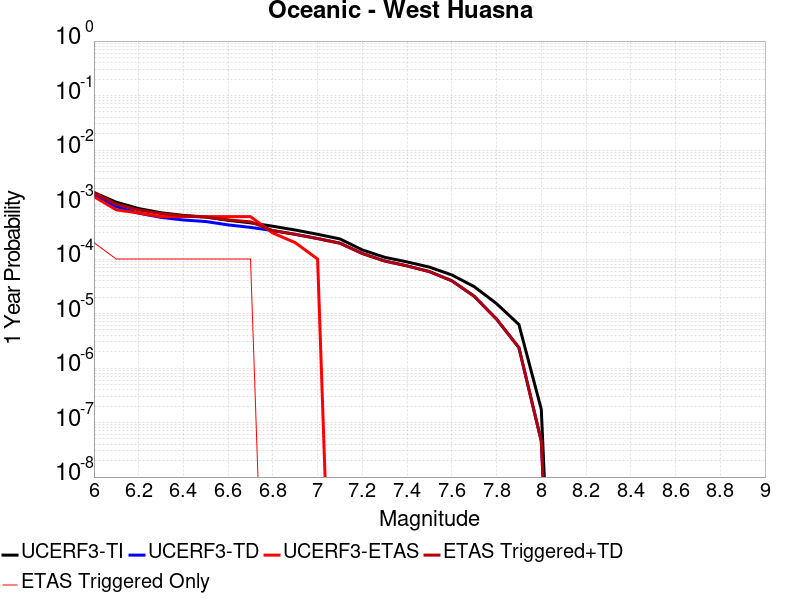 Oceanic - West Huasna
10^0
10^-1
10^-2
10^-3
10^-4
10^-5
10^-6
10^-7
10^-8
1 Year Probability
6 6.2 6.4 6.6 6.8 7 7.2 7.4 7.6 7.8 8 8.2 8.4 8.6 8.8 9
Magnitude
UCERF3-TI UCERF3-TD UCERF3-ETAS ETAS Triggered+TD
ETAS Triggered Only